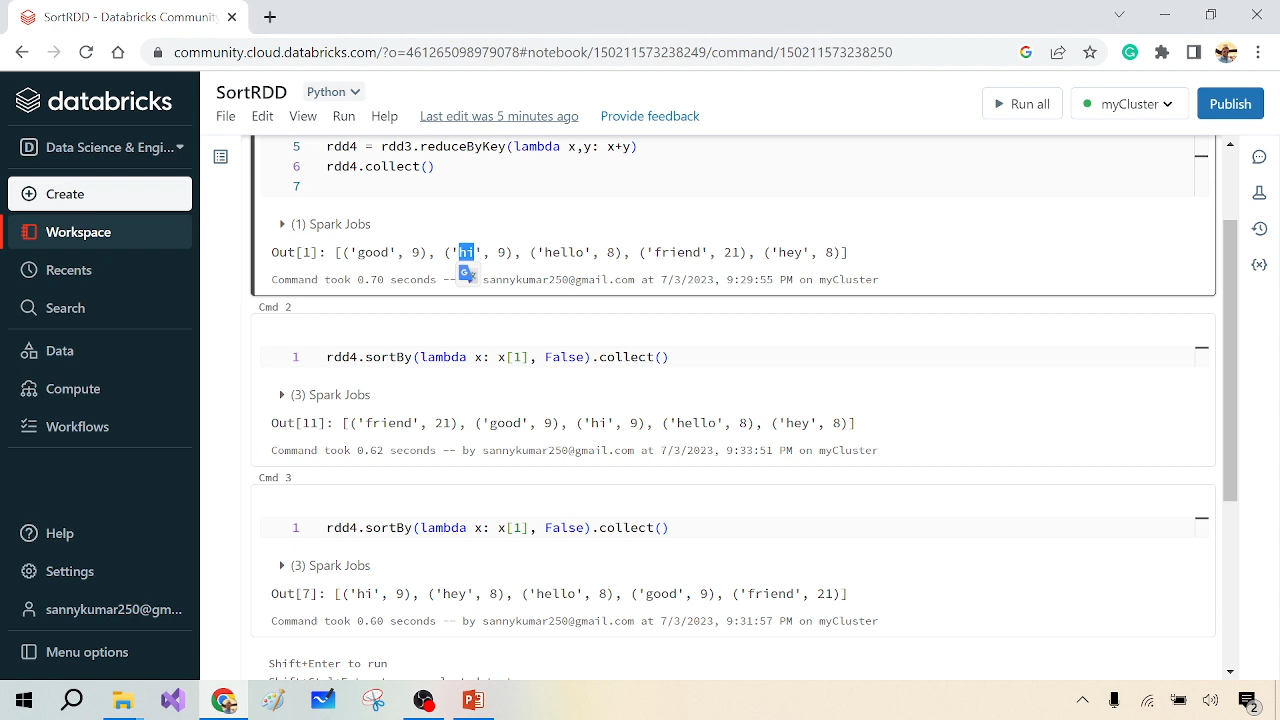 SortRDD - Databricks Communit
community.cloud.databricks.com/?o=461265098979078#notebook/150211573238249/command/150211573238250
databricks
D Data Science & Engi...
Create
Workspace
Recents
Search
Data
Compute
Workflows
Help
Settings
sannykumar250@gm...
Menu options
SortRDD
Python
File Edit View Run Help Last edit was 5 minutes ago Provide feedback
Run all
myCluster
Publish
5 rdd4 = rdd3.reduceByKey(lambda x,y: x+y)
6 rdd4.collect()
7
(1) Spark Jobs
Out[1]: [('good', 9), ('hi', 9), ('hello', 8), ('friend', 21), ('hey', 8)]
Command took 0.70 seconds -- sannykumar250@gmail.com at 7/3/2023, 9:29:55 PM on myCluster
Cmd 2
1 rdd4.sortBy(lambda x: x[1], False).collect()
(3) Spark Jobs
Out[11]: [('friend', 21), ('good', 9), ('hi', 9), ('hello', 8), ('hey', 8)]
Command took 0.62 seconds -- by sannykumar250@gmail.com at 7/3/2023, 9:33:51 PM on myCluster
Cmd 3
1 rdd4.sortBy(lambda x: x[1], False).collect()
(3) Spark Jobs
Out[7]: [('hi', 9), ('hey', 8), ('hello', 8), ('good', 9), ('friend', 21)]
Command took 0.60 seconds -- by sannykumar250@gmail.com at 7/3/2023, 9:31:57 PM on myCluster
Shift+Enter to run
2